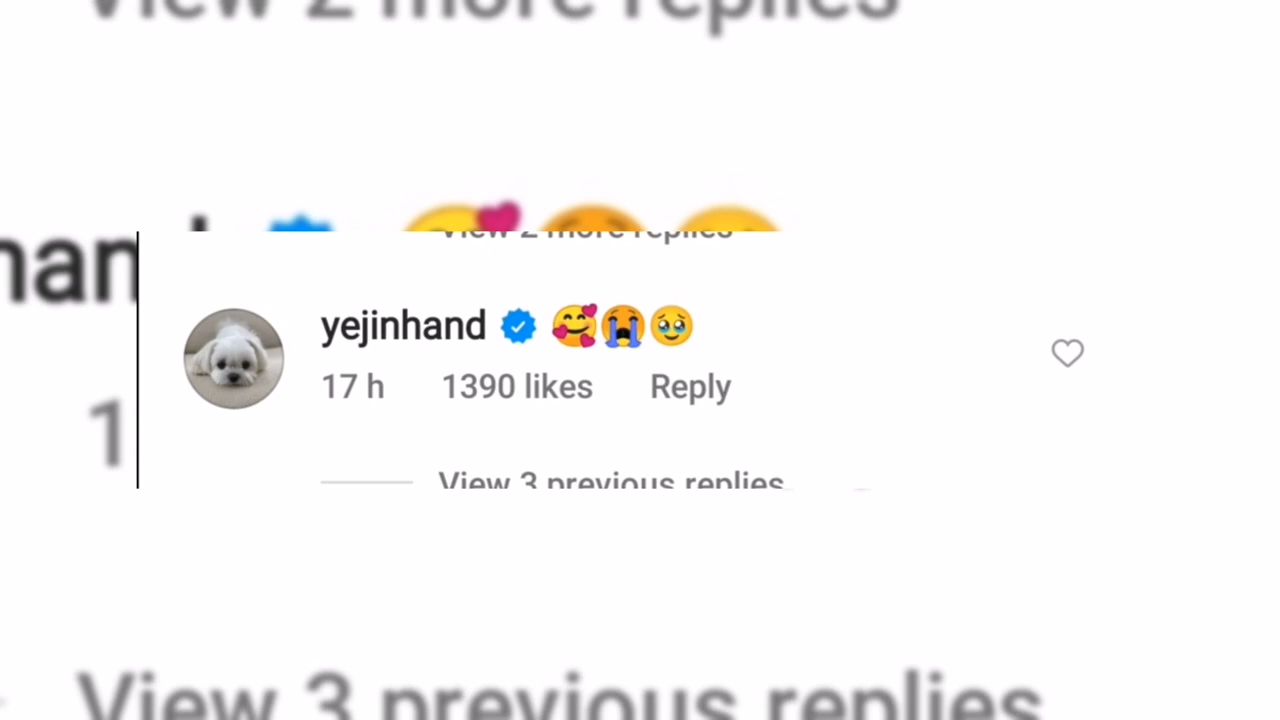 View 2 more replies
yejinhand 🥰😭🥹
17 h 1390 likes Reply
View 3 previous replies
View 3 previous replies